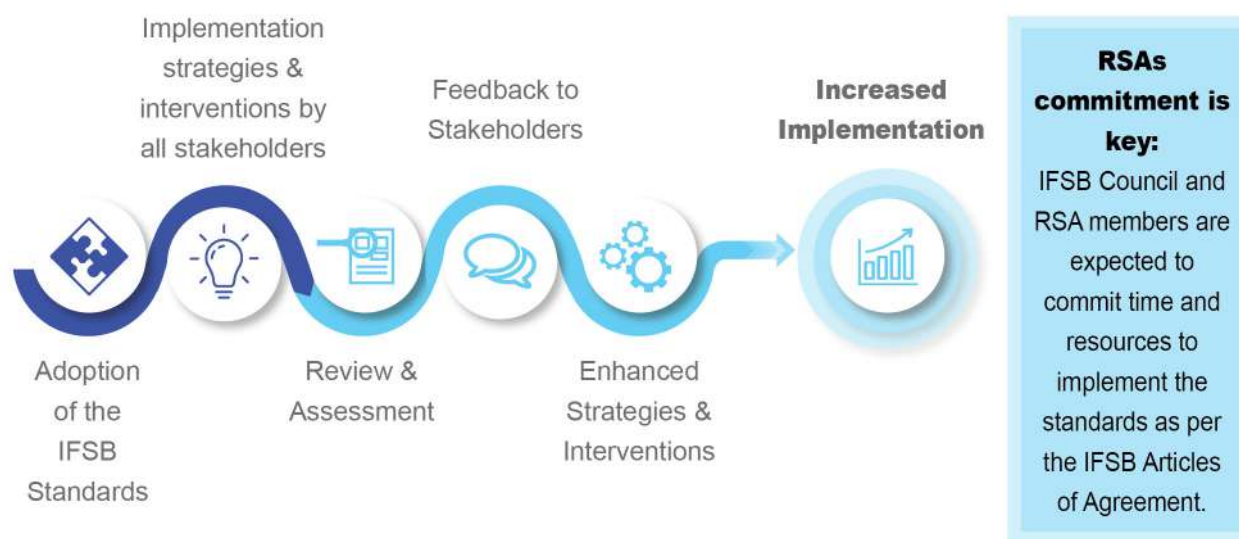 Implementation
strategies &
interventions by
all stakeholders
Feedback to
Stakeholders
Increased
Implementation
Adoption
of the
IFSB
Standards
Review &
Assessment
Enhanced
Strategies &
Interventions
RSAs
commitment is
key:
IFSB Council and
RSA members are
expected to
commit time and
resources to
implement the
standards as per
the IFSB Articles
of Agreement.